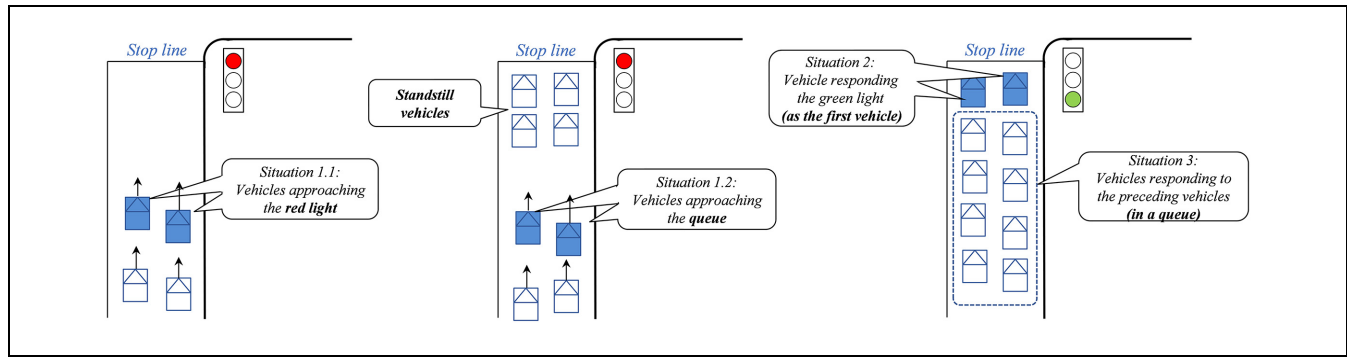 Stop line
Situation 1.1:
Vehicles approaching
the red light
Stop line
Standstill
vehicles
Situation 1.2:
Vehicles approaching
the queue
Stop line
Situation 2:
Vehicle responding
the green light
(as the first vehicle)
Situation 3:
Vehicles responding to
the preceding vehicles
(in a queue)